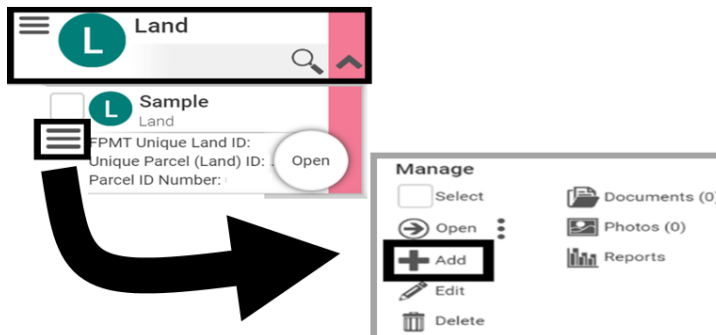 L
Land
L
Sample
Land
FPMT Unique Land ID:
Unique Parcel (Land) ID: .
Open
Parcel ID Number:
Manage
Select
Documents (0)
Open
Photos (0)
Add
Reports
Edit
Delete